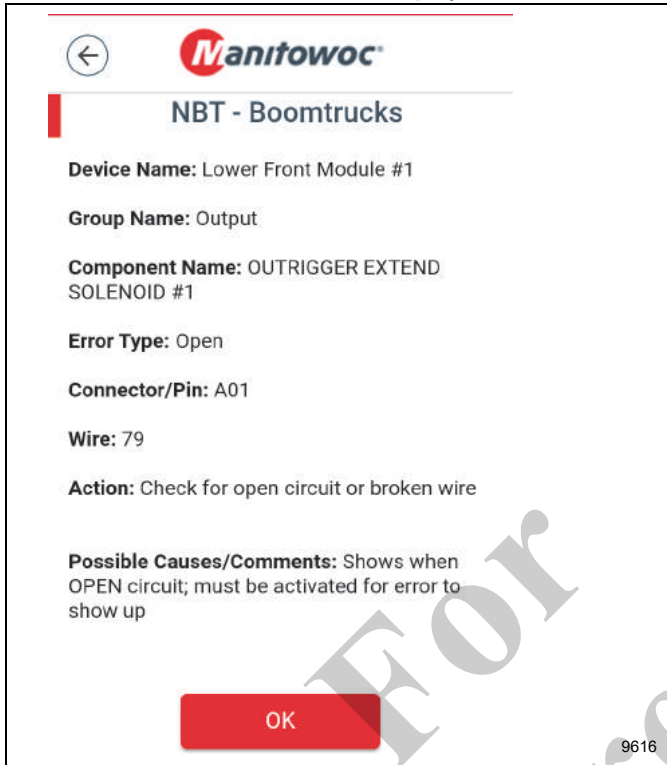 Manitowoc
NBT - Boomtrucks
Device Name: Lower Front Module #1
Group Name: Output
Component Name: OUTRIGGER EXTEND
SOLENOID #1
Error Type: Open
Connector/Pin: A01
Wire: 79
Action: Check for open circuit or broken wire
Possible Causes/Comments: Shows when
OPEN circuit; must be activated for error to
show up
For
OK
9616